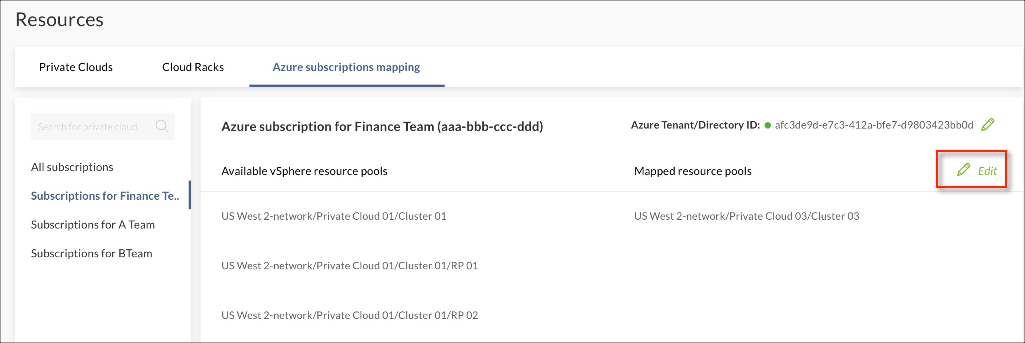 Resources
Private Clouds Cloud Racks Azure subscriptions mapping
Search for private cloud
All subscriptions
Subscriptions for Finance Te..
Subscriptions for A Team
Subscriptions for BTeam
Azure subscription for Finance Team (aaa-bbb-ccc-ddd) Azure Tenant/Directory ID: afc3de9d-e7c3-412a-bfe7-d9803423bb0d
Available vSphere resource pools Mapped resource pools Edit
US West 2-network/Private Cloud 01/Cluster 01 US West 2-network/Private Cloud 03/Cluster 03
US West 2-network/Private Cloud 01/Cluster 01/RP 01
US West 2-network/Private Cloud 01/Cluster 01/RP 02